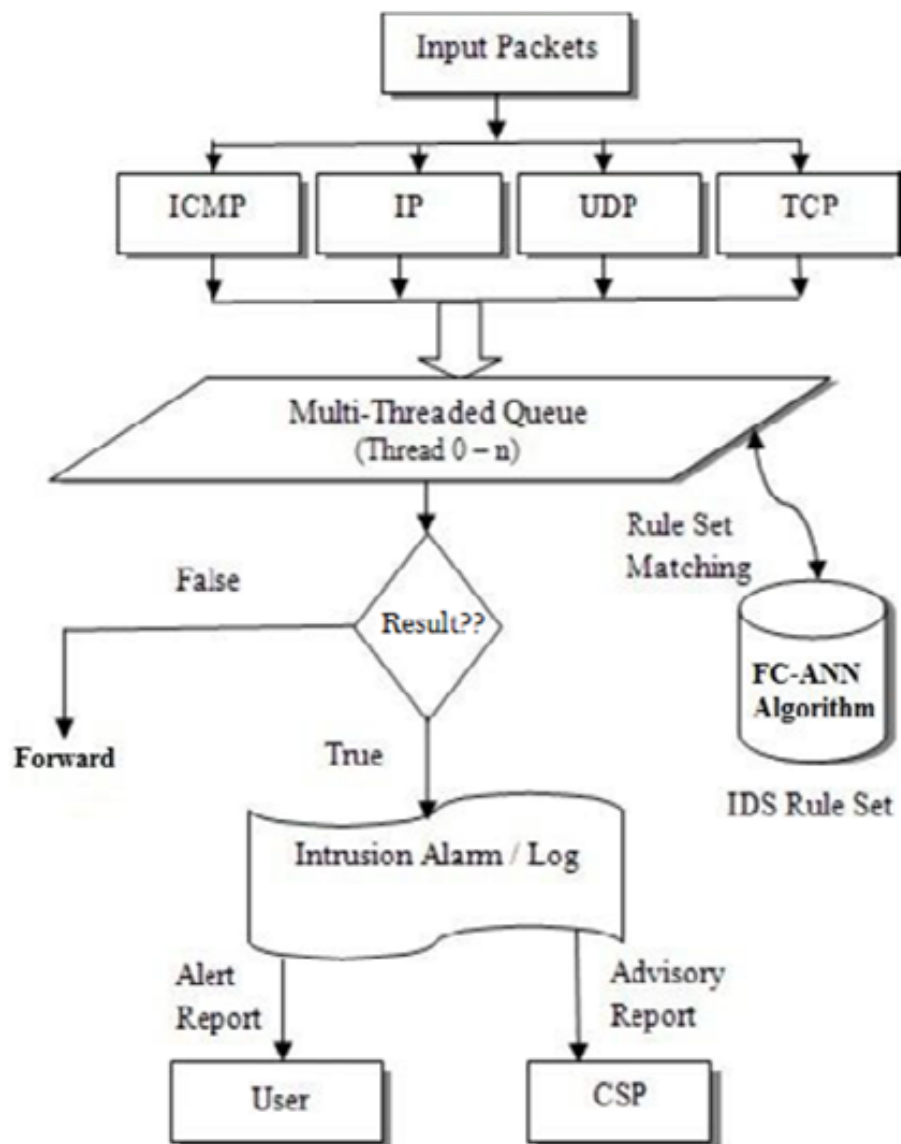 Input Packets
ICMP
IP
UDP
TCP
Multi-Threaded Queue
(Thread 0 – n)
Rule Set
Matching
False
Result??
FC-ANN
Algorithm
Forward
True
IDS Rule Set
Intrusion Alarm / Log
Alert
Report
Advisory
Report
User
CSP